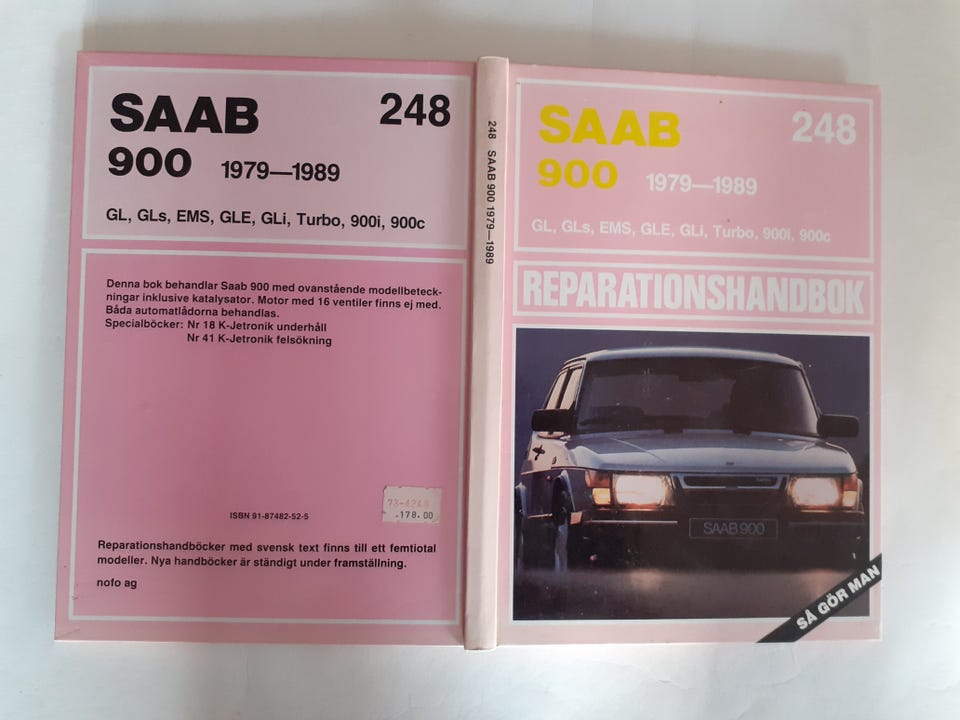 SAAB 248
900 1979—1989
GL, GLs, EMS, GLE, GLi, Turbo, 900i, 900c
Denna bok behandlar Saab 900 med ovanstående modellbeteck-
ningar inklusive katalysator. Motor med 16 ventiler finns ej med.
Båda automatlådorna behandlas.
Specialböcker: Nr 18 K-Jetronik underhåll
Nr 41 K-Jetronik felsökning
ISBN 91-87482-52-5
.178.00
Reparationshandböcker med svensk text finns till ett femtiotal
modeller. Nya handböcker är ständigt under framställning.
nofo ag
248 SAAB 900 1979—1989
SAAB 248
900 1979—1989
GL, GLs, EMS, GLE, GLi, Turbo, 900i, 900c
REPARATIONSHANDBOK
SAAB 900
SÅ GÖR MAN